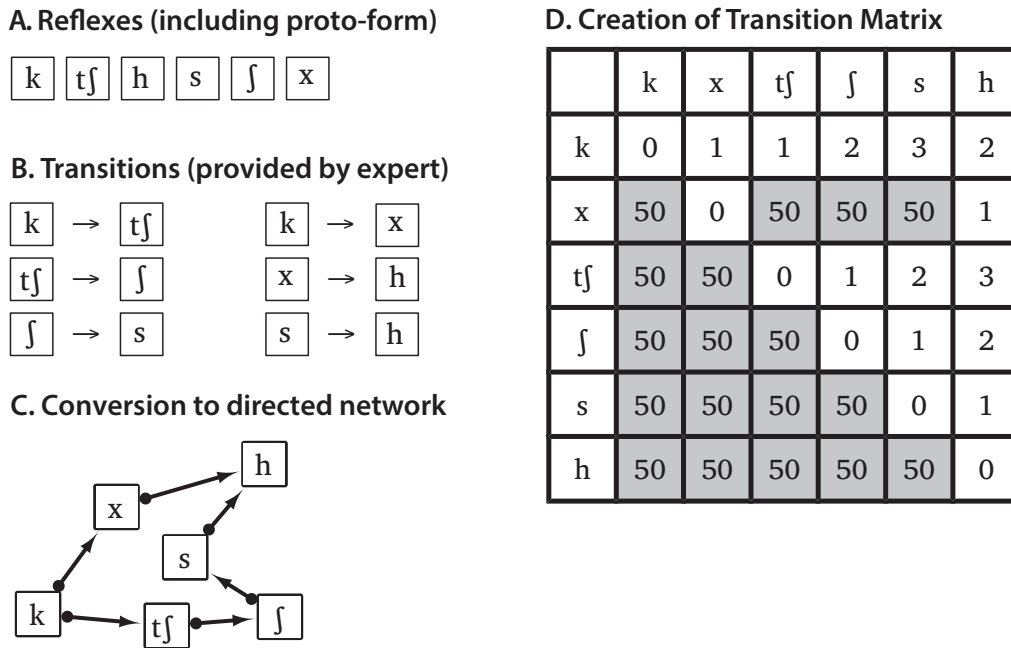 A. Reflexes (including proto-form)
k tʃ h s ʃ x
B. Transitions (provided by expert)
k → tʃ k → x
tʃ → ʃ x → h
ʃ → s s → h
C. Conversion to directed network
h
x
s
k tʃ ʃ
D. Creation of Transition Matrix
k x tʃ ʃ s h
k 0 1 1 2 3 2
x 50 0 50 50 50 1
tʃ 50 50 0 1 2 3
ʃ 50 50 50 0 1 2
s 50 50 50 50 0 1
h 50 50 50 50 50 0